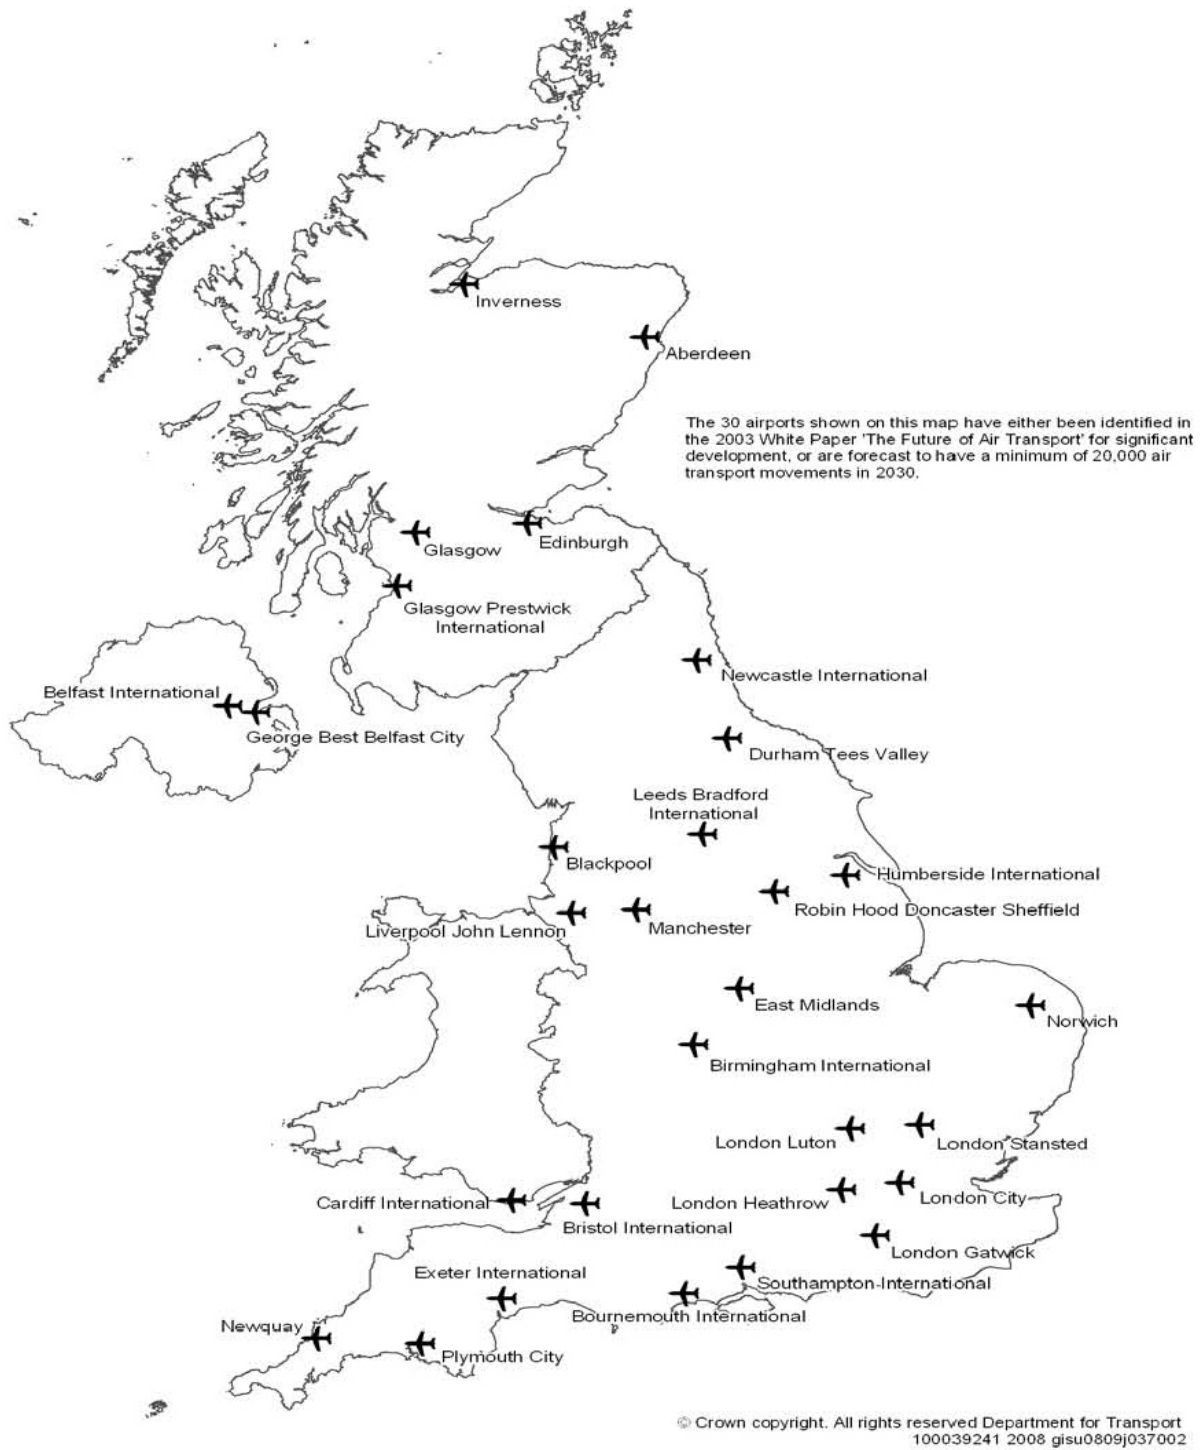 Inverness
Aberdeen
The 30 airports shown on this map have either been identified in
the 2003 White Paper 'The Future of Air Transport' for significant
development, or are forecast to have a minimum of 20,000 air
transport movements in 2030.
Glasgow
Edinburgh
Glasgow Prestwick
International
Newcastle International
Belfast International
George Best Belfast City
Durham Tees Valley
Leeds Bradford
International
Blackpool
Humberside International
Robin Hood Doncaster Sheffield
Liverpool John Lennon
Manchester
East Midlands
Norwich
Birmingham International
London Luton
London Stansted
Cardiff International
London Heathrow
London City
Bristol International
London Gatwick
Exeter International
Southampton International
Bournemouth International
Newquay
Plymouth City
© Crown copyright. All rights reserved Department for Transport
100039241 2008 gisu0809j037002